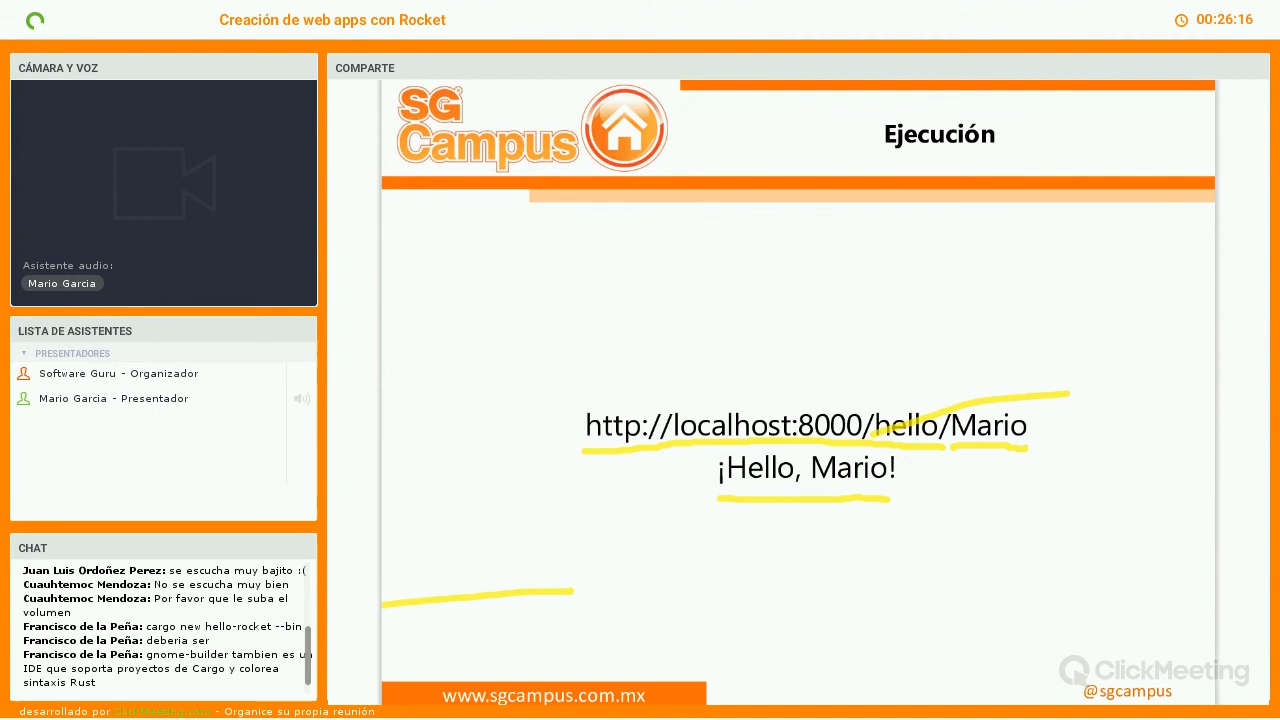 Creación de web apps con Rocket
00:26:16
CÁMARA Y VOZ
Asistente audio:
Mario Garcia
LISTA DE ASISTENTES
PRESENTADORES
Software Guru - Organizador
Mario Garcia - Presentador
CHAT
Juan Luis Ordoñez Perez: se escucha muy bajito :(
Cuauhtemoc Mendoza: No se escucha muy bien
Cuauhtemoc Mendoza: Por favor que le suba el
volumen
Francisco de la Peña: cargo new hello-rocket --bin
Francisco de la Peña: deberia ser
Francisco de la Peña: gnome-builder tambien es un
IDE que soporta proyectos de Cargo y colorea
sintaxis Rust
desarrollado por ClickMeeting.com - Organice su propia reunión
COMPARTE
SG
Campus
Ejecución
http://localhost:8000/hello/Mario
¡Hello, Mario!
ClickMeeting
www.sgcampus.com.mx
@sgcampus